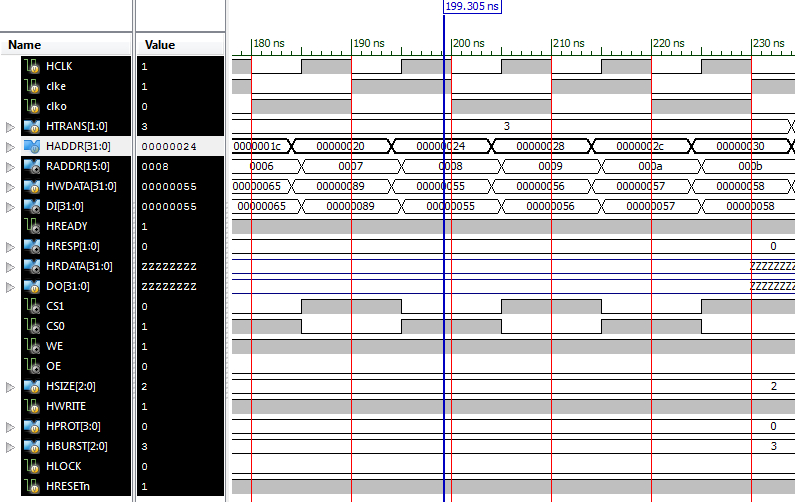 199.305 ns
Name Value 180 ns 190 ns 200 ns 210 ns 220 ns 230 ns
HCLK 1
clke 1
clko 0
HTRANS[1:0] 3 3
HADDR[31:0] 00000024 0000001c 00000020 00000024 00000028 0000002c 00000030
RADDR[15:0] 0008 0006 0007 0008 0009 000a 000b
HWDATA[31:0] 00000055 00000065 00000089 00000055 00000056 00000057 00000058
DI[31:0] 00000055 00000065 00000089 00000055 00000056 00000057 00000058
HREADY 1
HRESP[1:0] 0 0
HRDATA[31:0] ZZZZZZZZ ZZZZZZZZ
DO[31:0] ZZZZZZZZ ZZZZZZZZ
CS1 0
CS0 1
WE 1
OE 0
HSIZE[2:0] 2 2
HWRITE 1
HPROT[3:0] 0 0
HBURST[2:0] 3 3
HLOCK 0
HRESETn 1